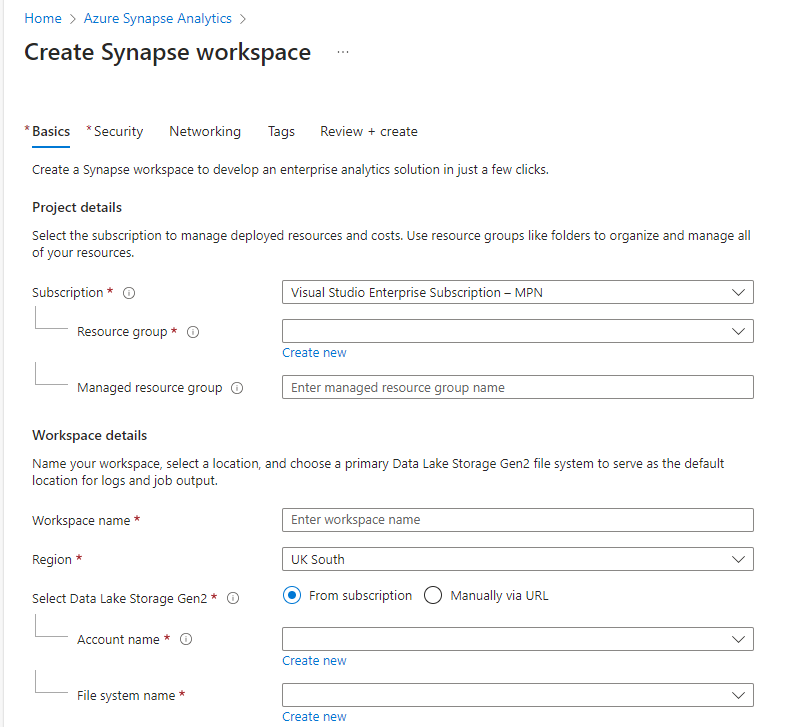 Home > Azure Synapse Analytics >
Create Synapse workspace ...
*Basics *Security Networking Tags Review + create
Create a Synapse workspace to develop an enterprise analytics solution in just a few clicks.
Project details
Select the subscription to manage deployed resources and costs. Use resource groups like folders to organize and manage all
of your resources.
Subscription * Visual Studio Enterprise Subscription – MPN
Resource group *
Create new
Managed resource group Enter managed resource group name
Workspace details
Name your workspace, select a location, and choose a primary Data Lake Storage Gen2 file system to serve as the default
location for logs and job output.
Workspace name * Enter workspace name
Region * UK South
Select Data Lake Storage Gen2 * From subscription Manually via URL
Account name *
Create new
File system name *
Create new